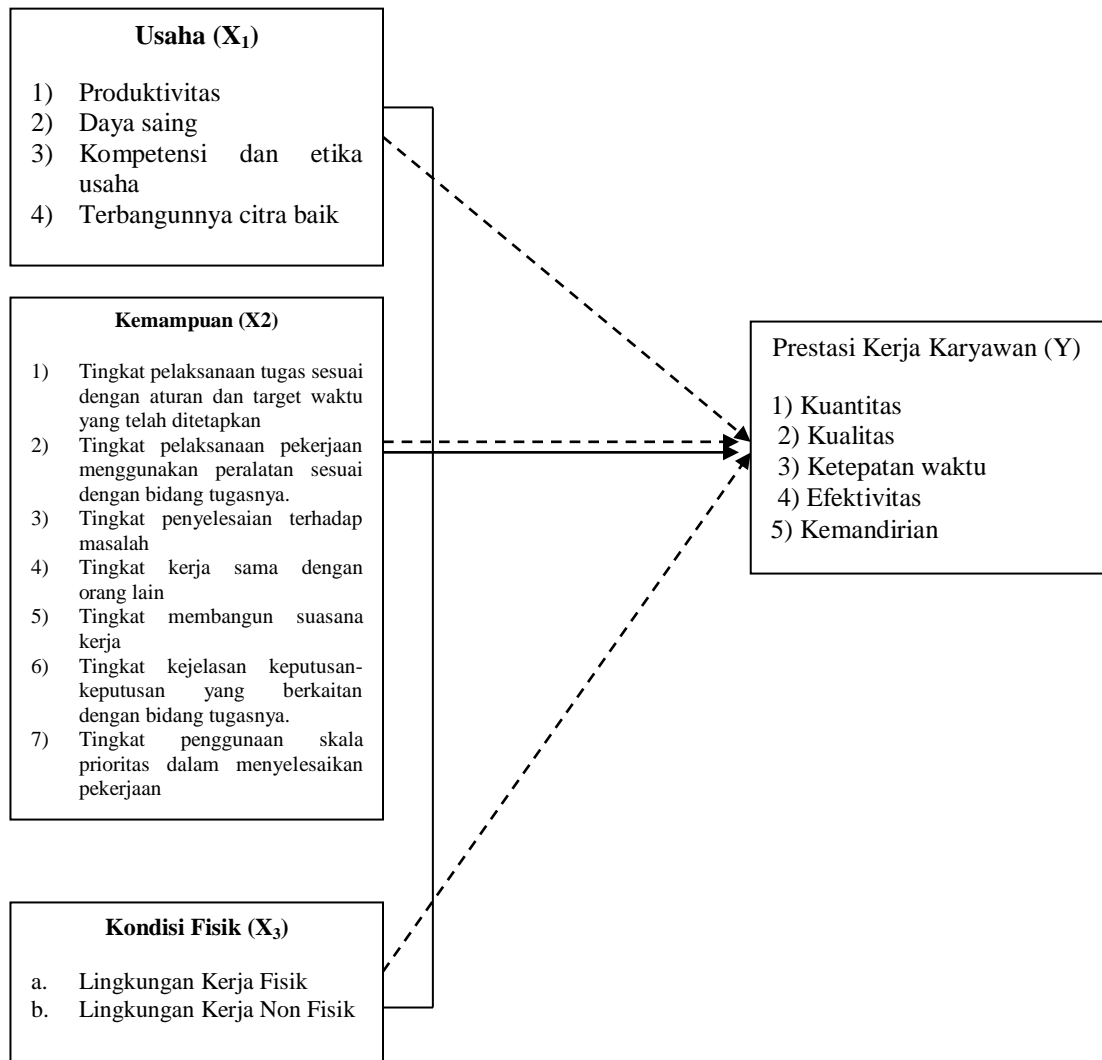 Usaha (X1)
1) Produktivitas
2) Daya saing
3) Kompetensi dan etika
usaha
4) Terbangunnya citra baik
Kemampuan (X2)
1) Tingkat pelaksanaan tugas sesuai
dengan aturan dan target waktu
yang telah ditetapkan
2) Tingkat pelaksanaan pekerjaan
menggunakan peralatan sesuai
dengan bidang tugasnya.
3) Tingkat penyelesaian terhadap
masalah
4) Tingkat kerja sama dengan
orang lain
5) Tingkat membangun suasana
kerja
6) Tingkat kejelasan keputusan-
keputusan yang berkaitan
dengan bidang tugasnya.
7) Tingkat penggunaan skala
prioritas dalam menyelesaikan
pekerjaan
Kondisi Fisik (X3)
a. Lingkungan Kerja Fisik
b. Lingkungan Kerja Non Fisik
Prestasi Kerja Karyawan (Y)
1) Kuantitas
2) Kualitas
3) Ketepatan waktu
4) Efektivitas
5) Kemandirian